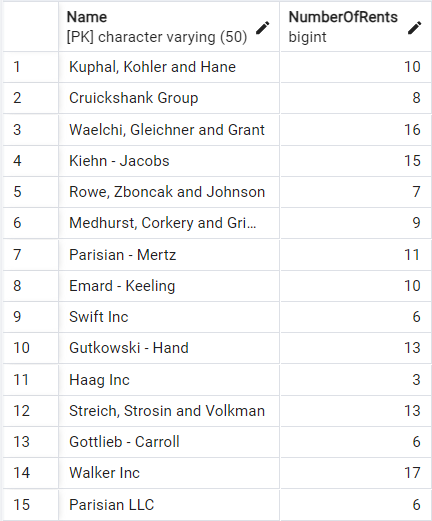 Name NumberOfRents
[PK] character varying (50) bigint
1 Kuphal, Kohler and Hane 10
2 Cruickshank Group 8
3 Waelchi, Gleichner and Grant 16
4 Kiehn - Jacobs 15
5 Rowe, Zboncak and Johnson 7
6 Medhurst, Corkery and Gri... 9
7 Parisian - Mertz 11
8 Emard - Keeling 10
9 Swift Inc 6
10 Gutkowski - Hand 13
11 Haag Inc 3
12 Streich, Strosin and Volkman 13
13 Gottlieb - Carroll 6
14 Walker Inc 17
15 Parisian LLC 6